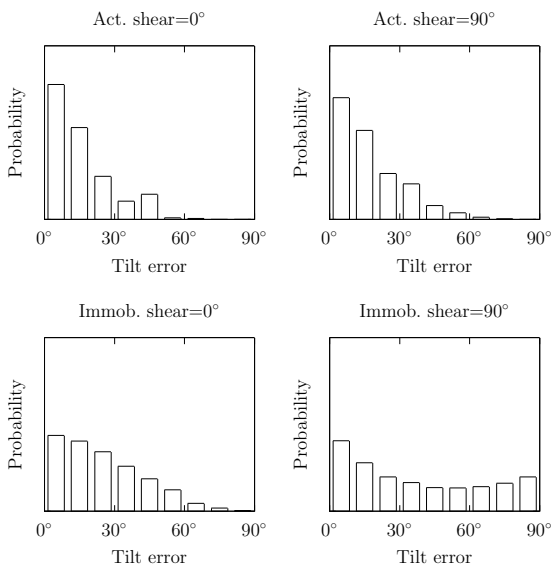 Act. shear=0°
Act. shear=90°
Probability
Probability
0° 30° 60° 90°
0° 30° 60° 90°
Tilt error
Tilt error
Immob. shear=0°
Immob. shear=90°
Probability
Probability
0° 30° 60° 90°
0° 30° 60° 90°
Tilt error
Tilt error